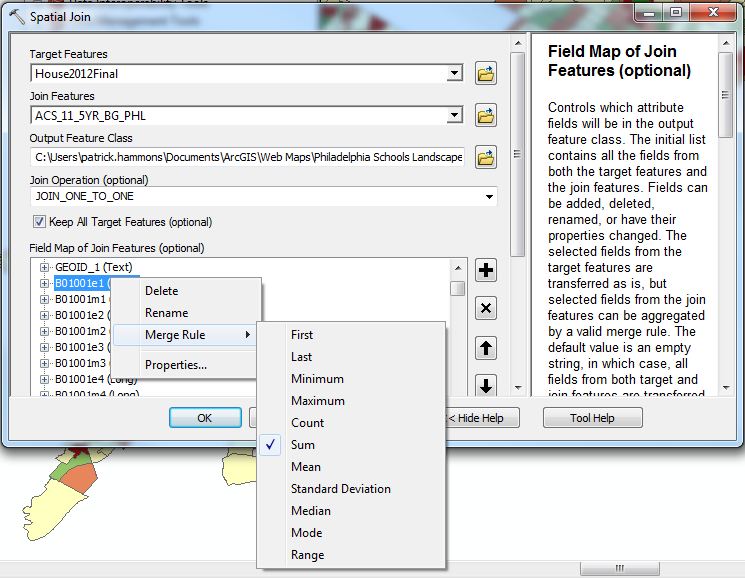 Spatial Join
Target Features
House2012Final
Join Features
ACS_11_5YR_BG_PHL
Output Feature Class
C:\Users\patrick.hammons\Documents\ArcGIS\Web Maps\Philadelphia Schools Landscape
Join Operation (optional)
JOIN_ONE_TO_ONE
Keep All Target Features (optional)
Field Map of Join Features (optional)
GEOID_1 (Text)
B01001e1 (
B01001m1
B01001e2 (
B01001m2
B01001e3 (
B01001m3
B01001e4 (Long)
B01001m4 (Long)
Delete
Rename
Merge Rule
Properties...
First
Last
Minimum
Maximum
Count
Sum
Mean
Standard Deviation
Median
Mode
Range
OK
<< Hide Help
Tool Help
Field Map of Join
Features (optional)
Controls which attribute
fields will be in the output
feature class. The initial list
contains all the fields from
both the target features and
the join features. Fields can
be added, deleted,
renamed, or have their
properties changed. The
selected fields from the
target features are
transferred as is, but
selected fields from the join
features can be aggregated
by a valid merge rule. The
default value is an empty
string, in which case, all
fields from both target and
join features are transferred